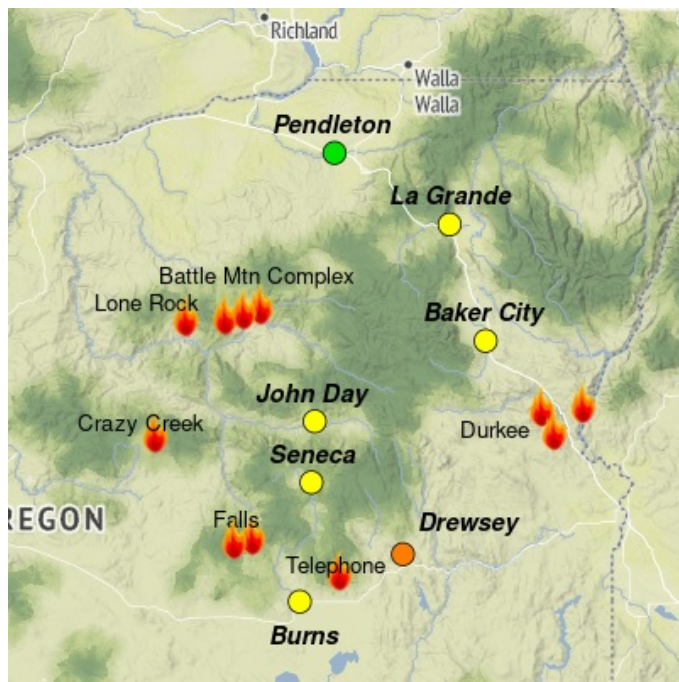 Richland
Walla
Walla
Pendleton
La Grande
Battle Mtn Complex
Lone Rock
Baker City
John Day
Crazy Creek
Durkee
Seneca
REGON
Falls
Drewsey
Telephone
Burns